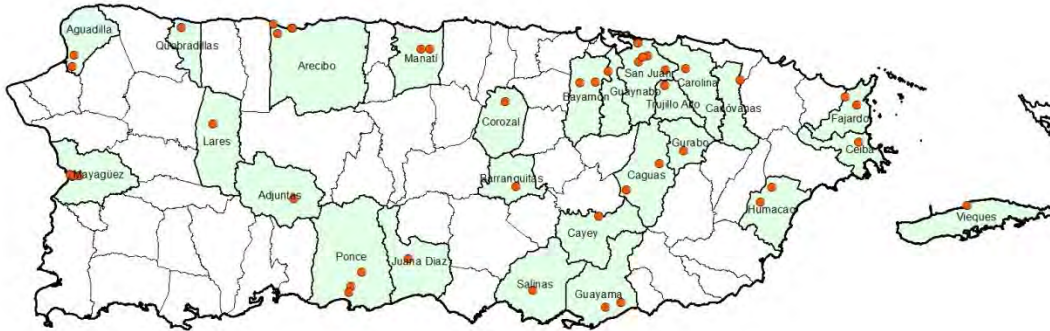 Aguadilla
Quebradillas
Arecibo
Manatí
San Juan
Carolina
Bayamón
Guaynabo
Trujillo Alto
Canóvanas
Fajardo
Corozal
Lares
Gurabo
Ceiba
Mayagüez
Caguas
Barranquitas
Adjuntas
Humacao
Vieques
Cayey
Ponce
Juana Diaz
Salinas
Guayama